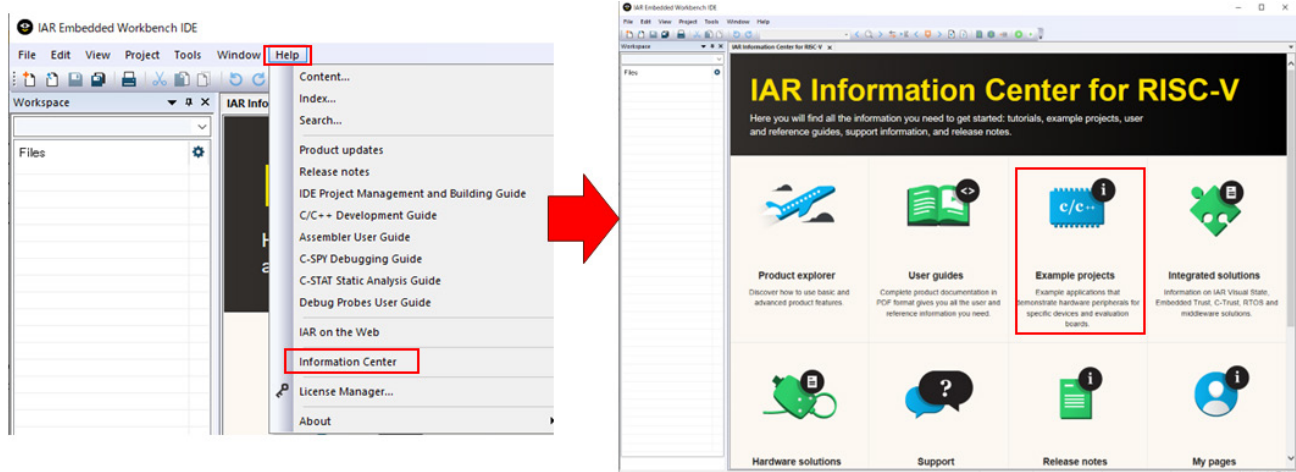 IAR Embedded Workbench IDE
File Edit View Project Tools Window Help
Workspace
IAR Info
Files
Content...
Index...
Search...
Product updates
Release notes
IDE Project Management and Building Guide
C/C++ Development Guide
Assembler User Guide
C-SPY Debugging Guide
C-STAT Static Analysis Guide
Debug Probes User Guide
IAR on the Web
Information Center
License Manager...
About
IAR Embedded Workbench IDE
File Edit View Project Tools Window Help
Workspace
IAR Information Center for RISC-V
Files
IAR Information Center for RISC-V
Here you will find all the information you need to get started: tutorials, example projects, user
and reference guides, support information, and release notes.
c/c++
Product explorer
Discover how to use basic and
advanced product features.
User guides
Complete product documentation in
PDF format gives you all the user and
reference information you need.
Example projects
Example applications that
demonstrate hardware peripherals for
specific devices and evaluation
boards.
Integrated solutions
Information on IAR Visual State,
Embedded Trust, C-Trust, RTOS and
middleware solutions.
Hardware solutions
Support
Release notes
My pages